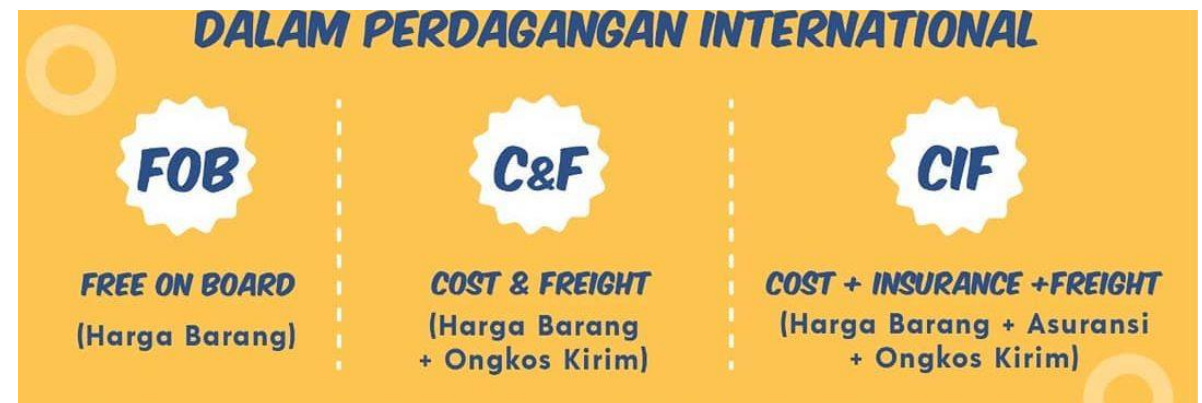 DALAM PERDAGANGAN INTERNATIONAL
FOB
FREE ON BOARD
(Harga Barang)
C&F
COST & FREIGHT
(Harga Barang
+ Ongkos Kirim)
CIF
COST + INSURANCE +FREIGHT
(Harga Barang + Asuransi
+ Ongkos Kirim)